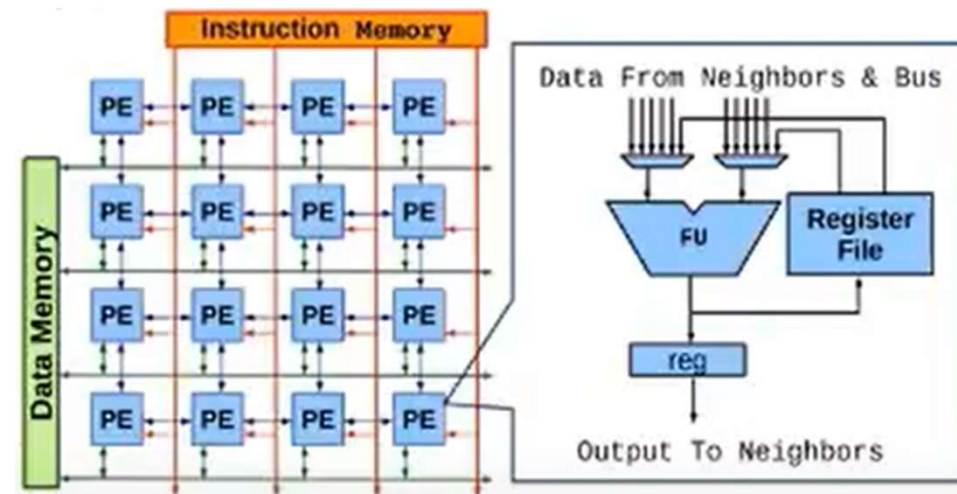 Instruction Memory
Data From Neighbors & Bus
PE PE PE PE
PE PE PE PE
Data Memory
Register
File
FU
PE PE PE PE
reg
PE PE PE PE
Output To Neighbors